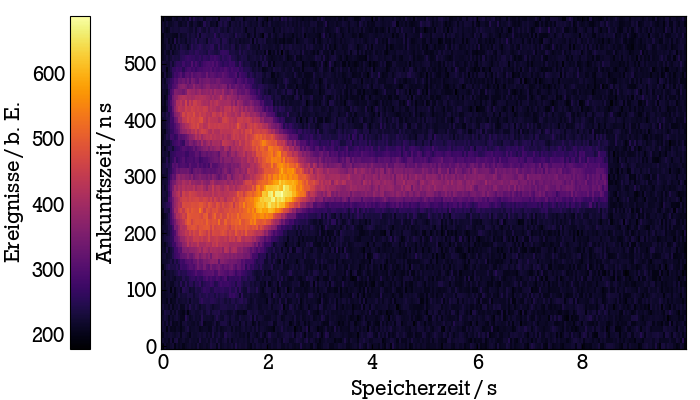 Ereignisse / b. E.
600
500
400
300
200
Ankunftszeit / ns
500
400
300
200
100
0
0 2 4 6 8
Speicherzeit / s